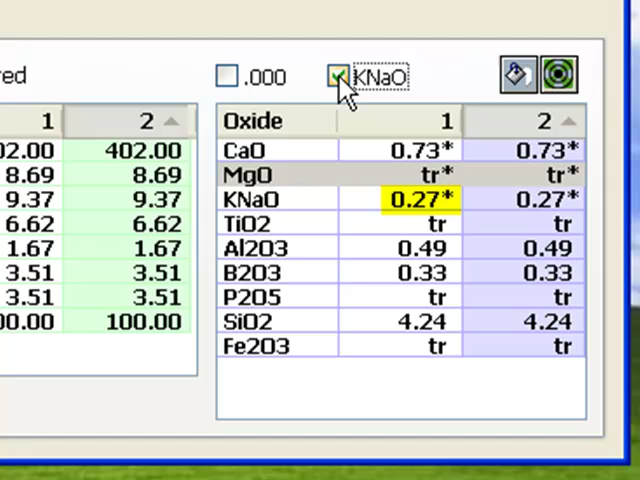 red
.000
KNaO
1 2
02.00 402.00
8.69 8.69
9.37 9.37
6.62 6.62
1.67 1.67
3.51 3.51
3.51 3.51
00.00 100.00
Oxide 1 2
CaO 0.73* 0.73*
MgO tr* tr*
KNaO 0.27* 0.27*
TiO2 tr tr
Al2O3 0.49 0.49
B2O3 0.33 0.33
P2O5 tr tr
SiO2 4.24 4.24
Fe2O3 tr tr